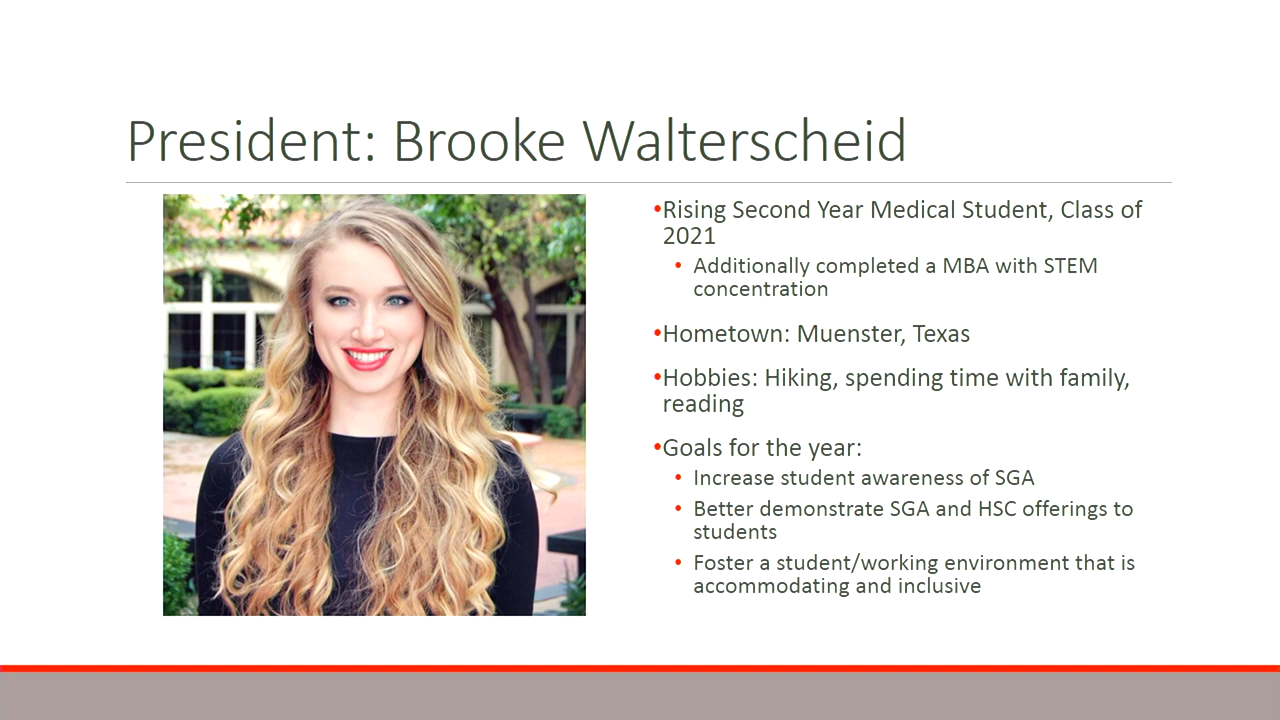 President: Brooke Walterscheid
•Rising Second Year Medical Student, Class of
2021
• Additionally completed a MBA with STEM
concentration
•Hometown: Muenster, Texas
•Hobbies: Hiking, spending time with family,
reading
•Goals for the year:
• Increase student awareness of SGA
• Better demonstrate SGA and HSC offerings to
students
• Foster a student/working environment that is
accommodating and inclusive